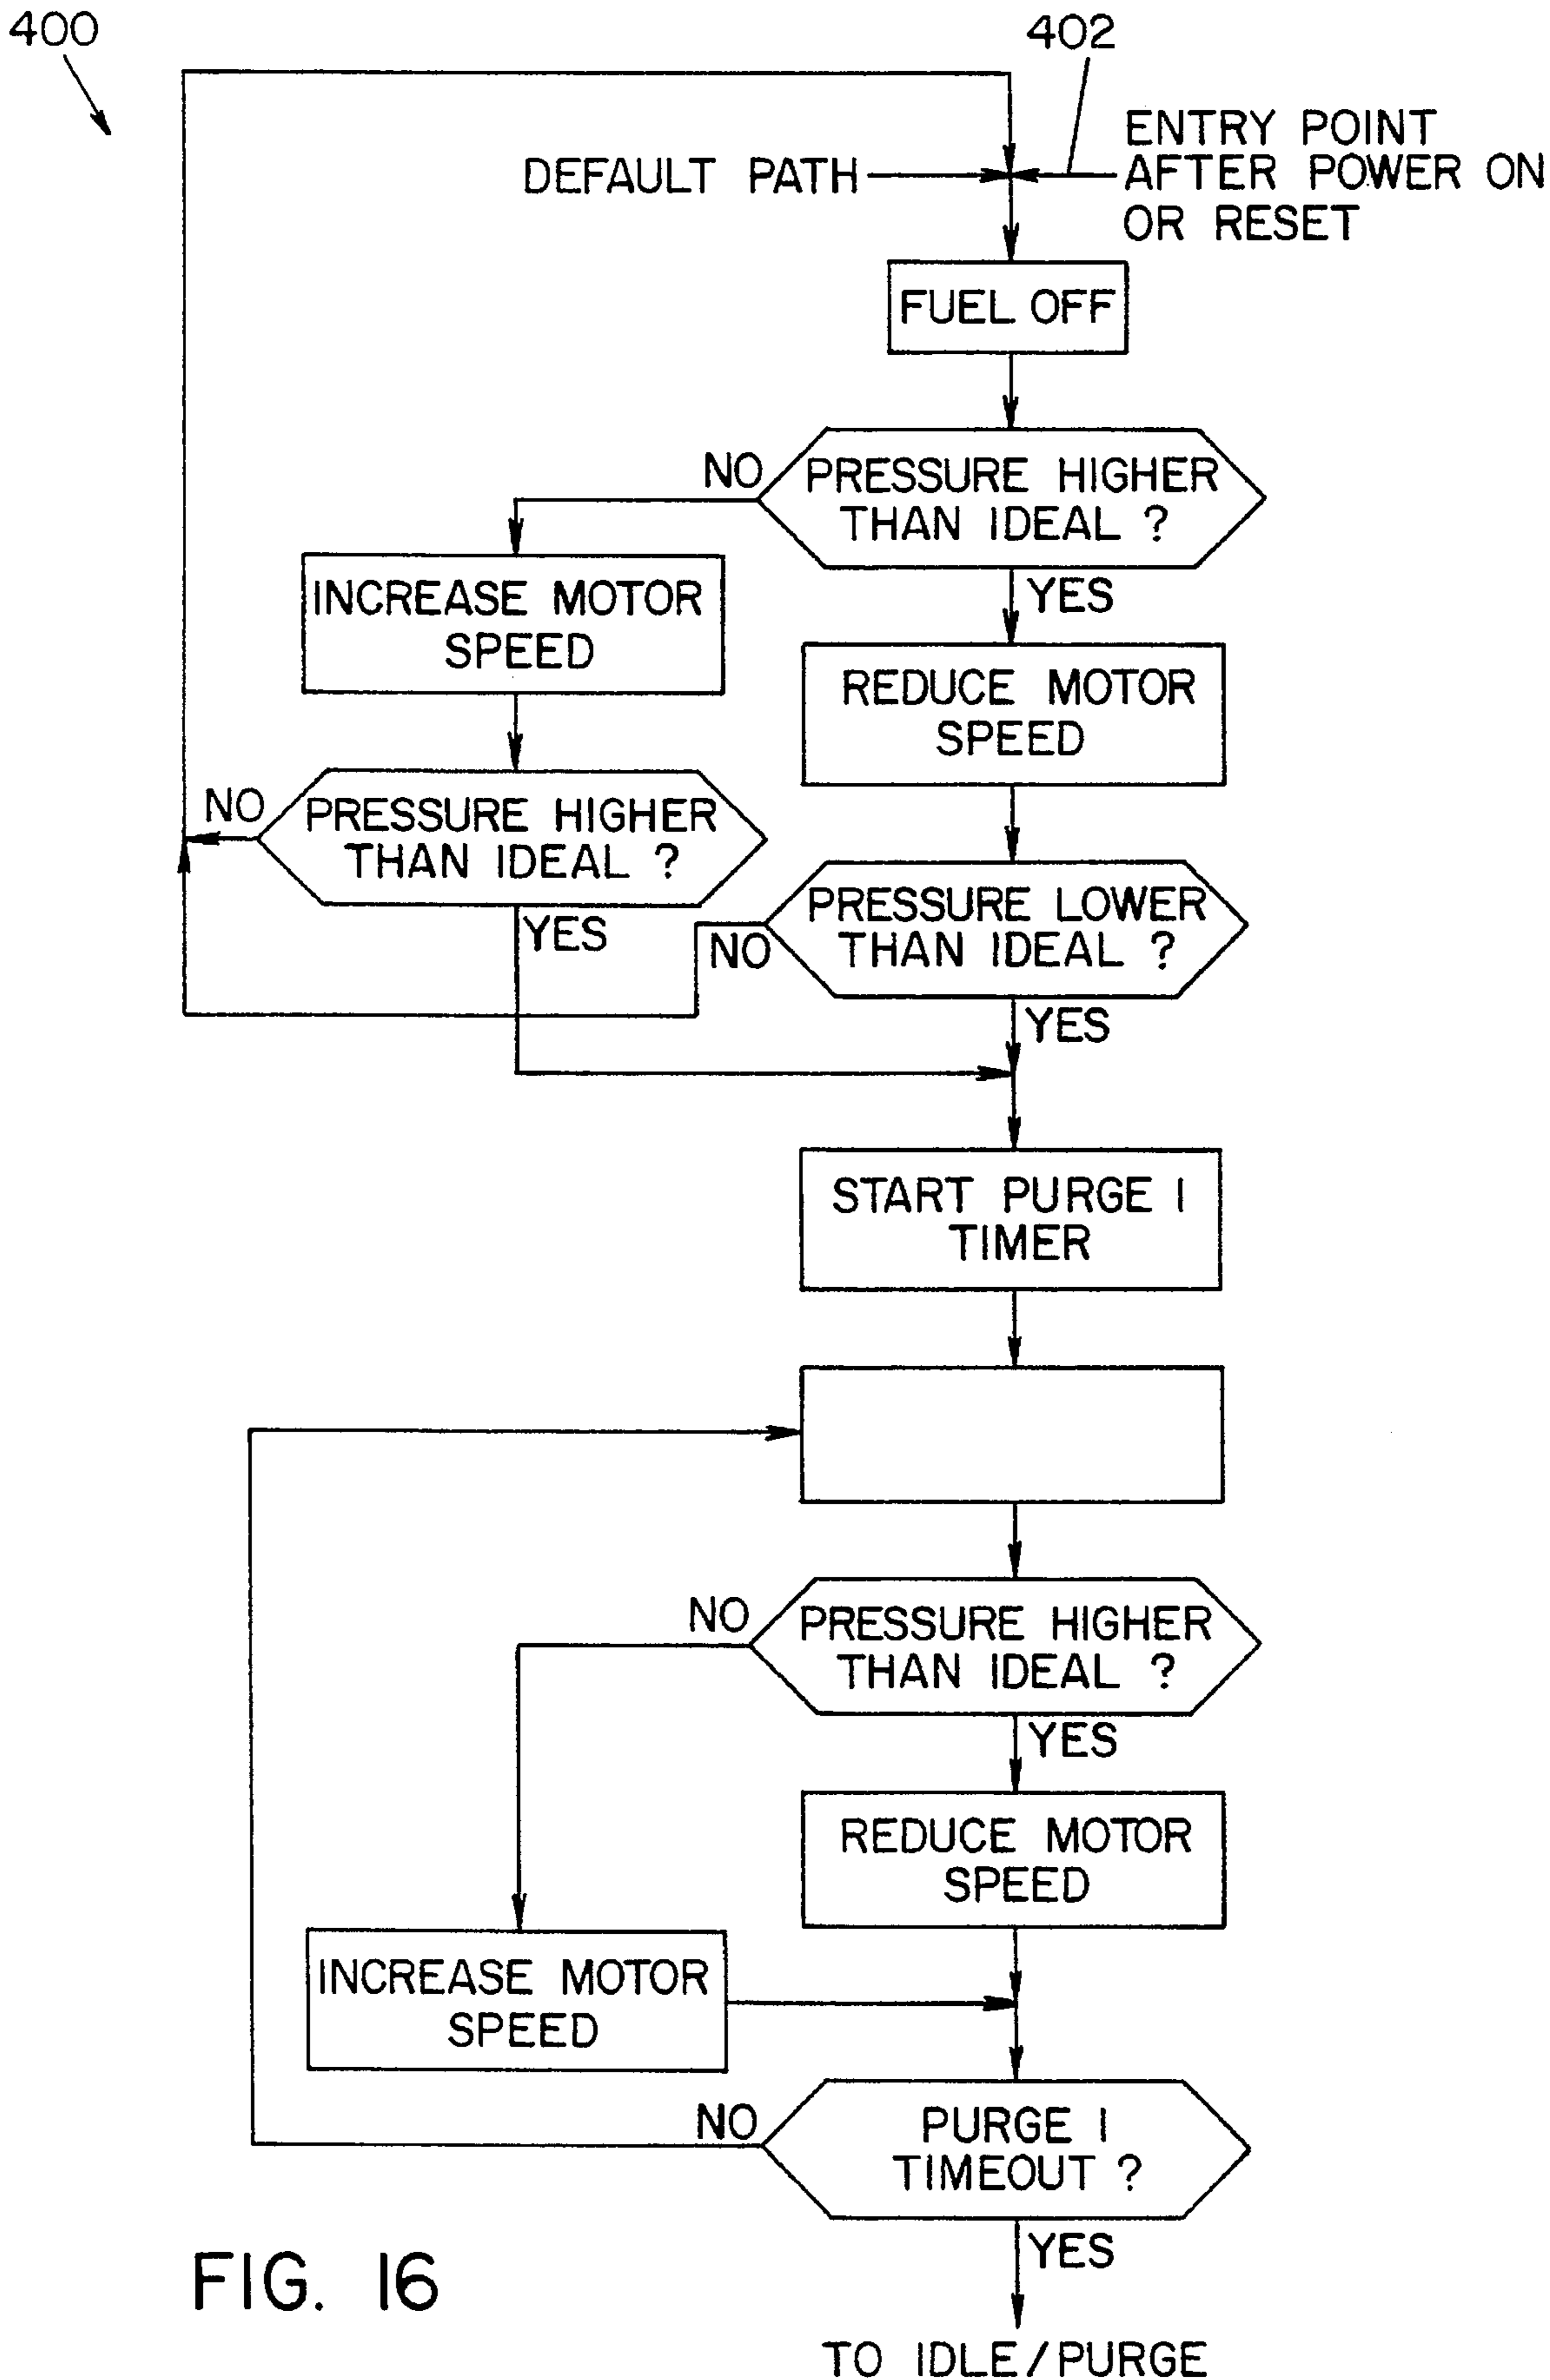 400
402
DEFAULT PATH
ENTRY POINT
AFTER POWER ON
OR RESET
FUEL OFF
NO
PRESSURE HIGHER
THAN IDEAL ?
YES
INCREASE MOTOR
SPEED
REDUCE MOTOR
SPEED
NO
PRESSURE HIGHER
THAN IDEAL ?
YES
NO
PRESSURE LOWER
THAN IDEAL ?
YES
START PURGE 1
TIMER
NO
PRESSURE HIGHER
THAN IDEAL ?
YES
REDUCE MOTOR
SPEED
INCREASE MOTOR
SPEED
NO
PURGE 1
TIMEOUT ?
YES
FIG. 16
TO IDLE/PURGE